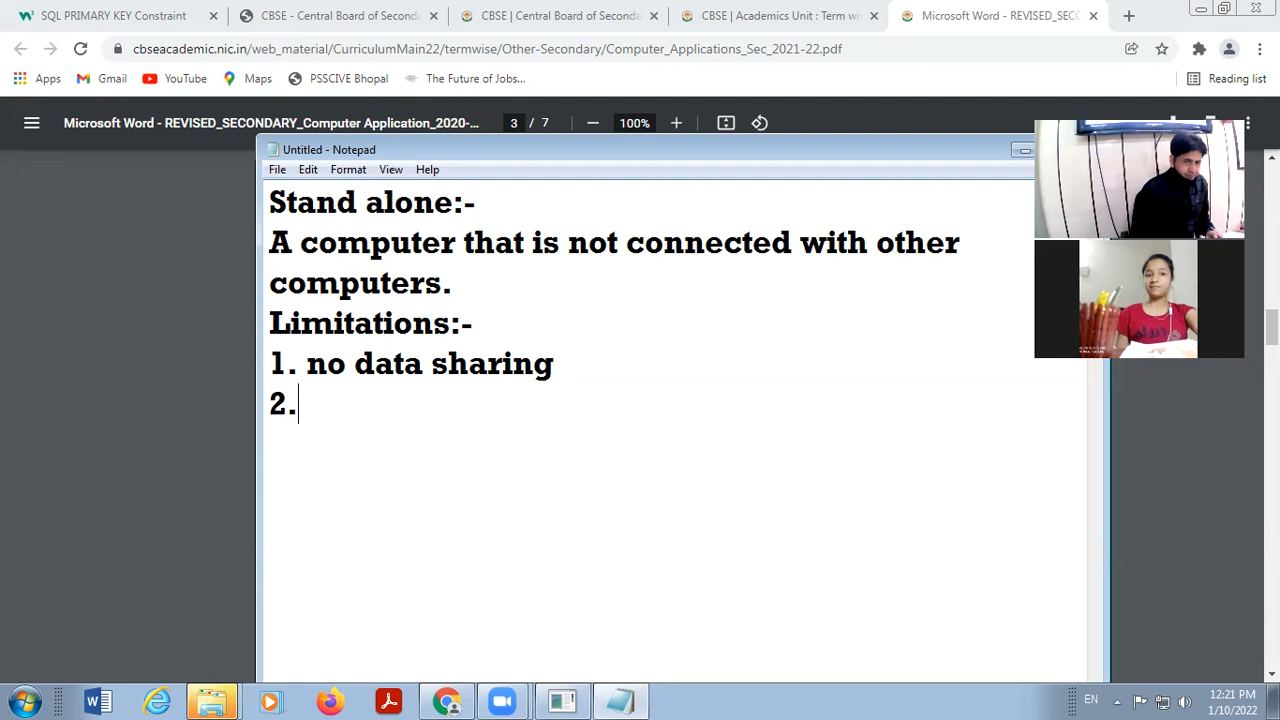 SQL PRIMARY KEY Constraint
CBSE - Central Board of Second
CBSE | Central Board of Seconda
CBSE | Academics Unit : Term wi
Microsoft Word - REVISED_SECO
cbseacademic.nic.in/web_material/CurriculumMain22/termwise/Other-Secondary/Computer_Applications_Sec_2021-22.pdf
Apps
Gmail
YouTube
Maps
PSSCIVE Bhopal
The Future of Jobs...
Reading list
Microsoft Word - REVISED_SECONDARY_Computer Application_2020-...
3 / 7
100%
Untitled - Notepad
File Edit Format View Help
Stand alone:-
A computer that is not connected with other
computers.
Limitations:-
1. no data sharing
2.
EN
12:21 PM
1/10/2022